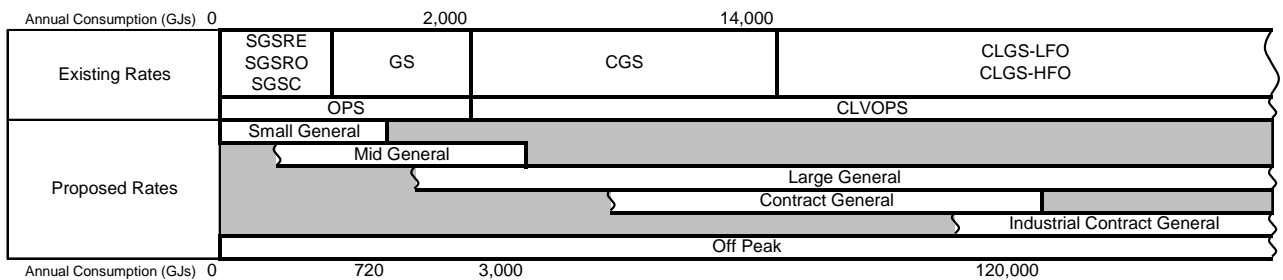 Annual Consumption (GJs) 0 2,000 14,000
Existing Rates
SGSRE
SGSRO
SGSC
GS
CGS
CLGS-LFO
CLGS-HFO
OPS
CLVOPS
Proposed Rates
Small General
Mid General
Large General
Contract General
Industrial Contract General
Off Peak
Annual Consumption (GJs) 0 720 3,000 120,000